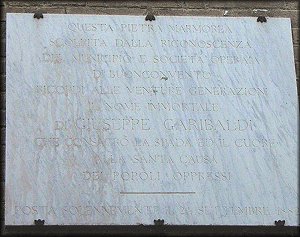 QUESTA PIETRA MARMOREA
SCOLPITA DALLA RICONOSCENZA
DEL MUNICIPIO E SOCIETÀ OPERAIA
DI BUONCONVENTO
RICORDI ALLE VENTURE GENERAZIONI
IL NOME IMMORTALE
DI GIUSEPPE GARIBALDI
CHE CONSACRÒ LA SPADA ED IL CUORE
ALLA SANTA CAUSA
DEI POPOLI OPPRESSI
POSTA SOLENNEMENTE IL SETTEMBRE